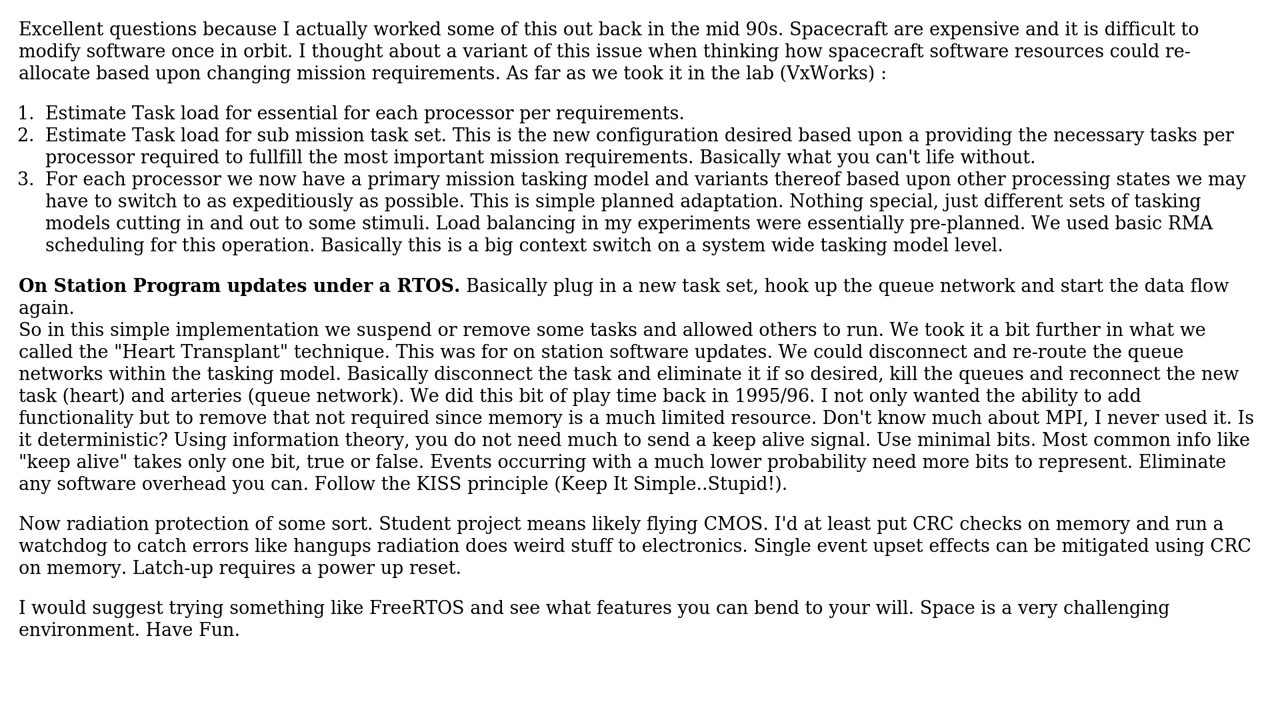 Excellent questions because I actually worked some of this out back in the mid 90s. Spacecraft are expensive and it is difficult to
modify software once in orbit. I thought about a variant of this issue when thinking how spacecraft software resources could re-
allocate based upon changing mission requirements. As far as we took it in the lab (VxWorks) :
1. Estimate Task load for essential for each processor per requirements.
2. Estimate Task load for sub mission task set. This is the new configuration desired based upon a providing the necessary tasks per
processor required to fullfill the most important mission requirements. Basically what you can't life without.
3. For each processor we now have a primary mission tasking model and variants thereof based upon other processing states we may
have to switch to as expeditiously as possible. This is simple planned adaptation. Nothing special, just different sets of tasking
models cutting in and out to some stimuli. Load balancing in my experiments were essentially pre-planned. We used basic RMA
scheduling for this operation. Basically this is a big context switch on a system wide tasking model level.
On Station Program updates under a RTOS. Basically plug in a new task set, hook up the queue network and start the data flow
again.
So in this simple implementation we suspend or remove some tasks and allowed others to run. We took it a bit further in what we
called the "Heart Transplant" technique. This was for on station software updates. We could disconnect and re-route the queue
networks within the tasking model. Basically disconnect the task and eliminate it if so desired, kill the queues and reconnect the new
task (heart) and arteries (queue network). We did this bit of play time back in 1995/96. I not only wanted the ability to add
functionality but to remove that not required since memory is a much limited resource. Don't know much about MPI, I never used it. Is
it deterministic? Using information theory, you do not need much to send a keep alive signal. Use minimal bits. Most common info like
"keep alive" takes only one bit, true or false. Events occurring with a much lower probability need more bits to represent. Eliminate
any software overhead you can. Follow the KISS principle (Keep It Simple..Stupid!).
Now radiation protection of some sort. Student project means likely flying CMOS. I'd at least put CRC checks on memory and run a
watchdog to catch errors like hangups radiation does weird stuff to electronics. Single event upset effects can be mitigated using CRC
on memory. Latch-up requires a power up reset.
I would suggest trying something like FreeRTOS and see what features you can bend to your will. Space is a very challenging
environment. Have Fun.